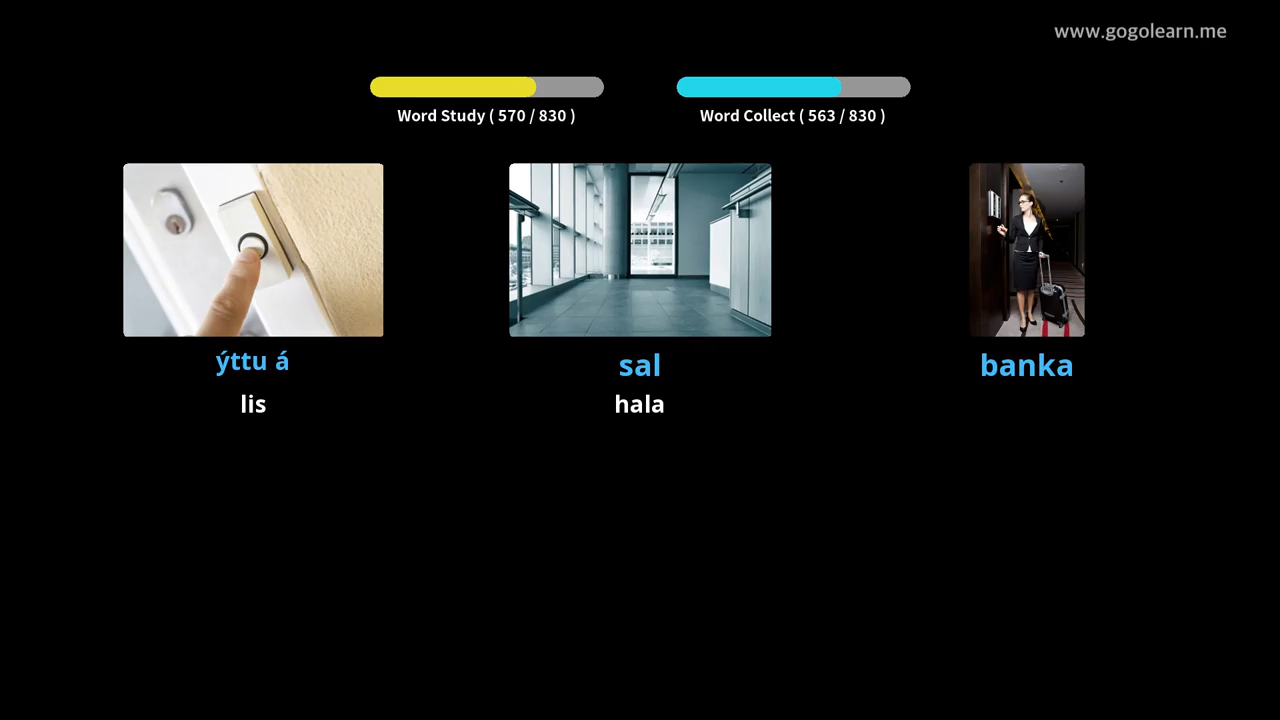 www.gogolearn.me
Word Study ( 570 / 830 )
Word Collect ( 563 / 830 )
ýttu á
lis
sal
hala
banka